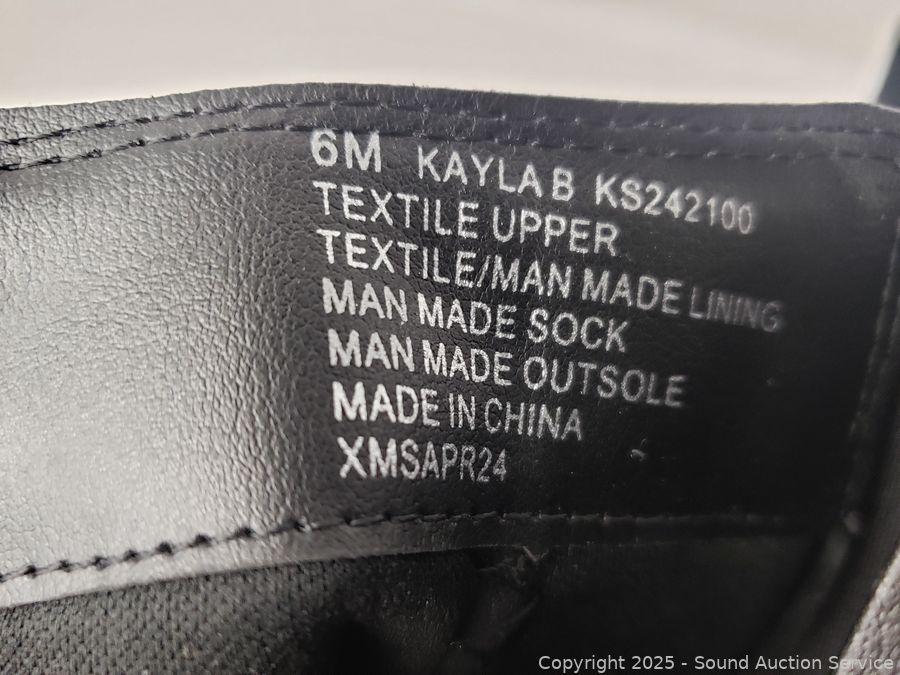 6M KAYLA B KS242100
TEXTILE UPPER
TEXTILE/MAN MADE LINING
MAN MADE SOCK
MAN MADE OUTSOLE
MADE IN CHINA
XMSAPR24
Copyright 2025 - Sound Auction Service